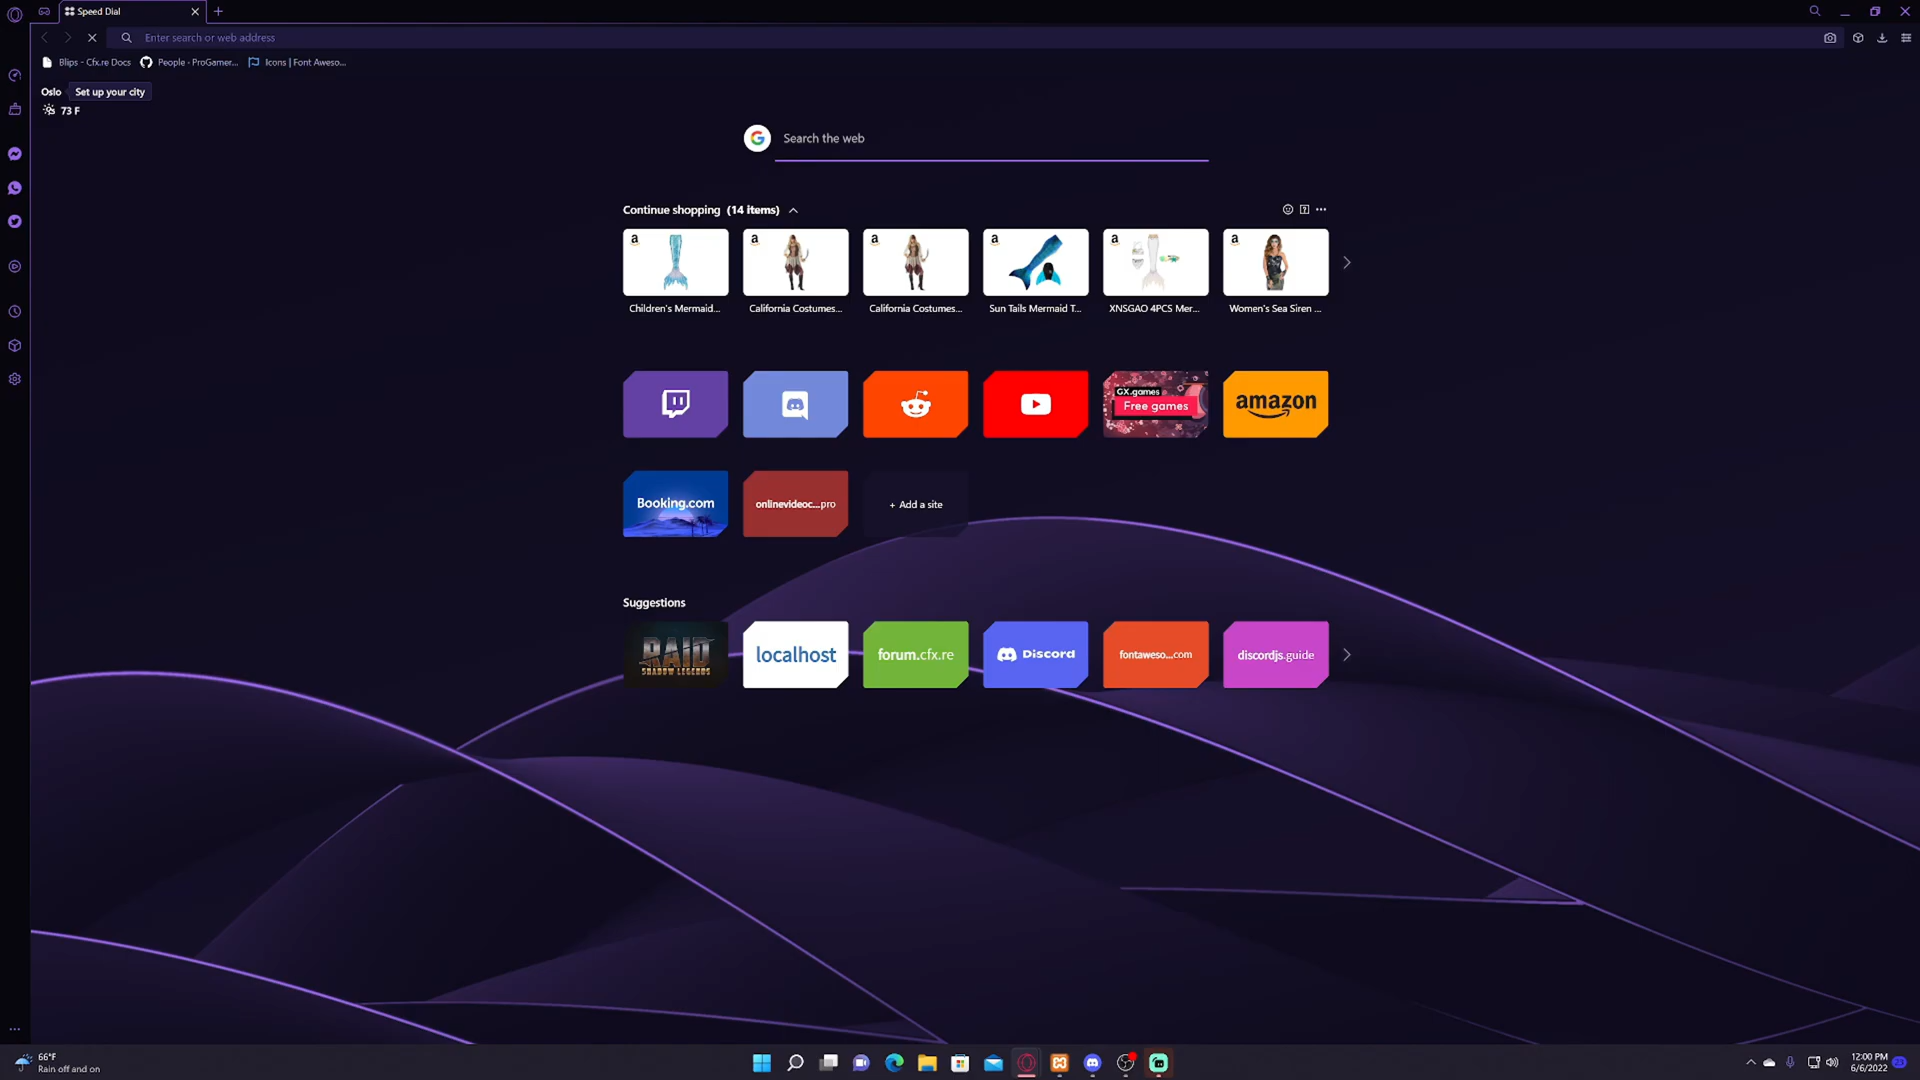 Speed Dial
Enter search or web address
Blips - Cfx.re Docs
People · ProGamer...
Icons | Font Aweso...
Oslo
Set up your city
73 F
Search the web
Continue shopping (14 items)
Children's Mermaid...
California Costumes...
California Costumes...
Sun Tails Mermaid T...
XNSGAO 4PCS Mer...
Women's Sea Siren ...
GX.games
Free games
amazon
Booking.com
onlinevideoc...pro
+ Add a site
Suggestions
RAID
SHADOW LEGENDS
localhost
forum.cfx.re
Discord
fontaweso...com
discordjs.guide
66°F
Rain off and on
12:00 PM
6/6/2022